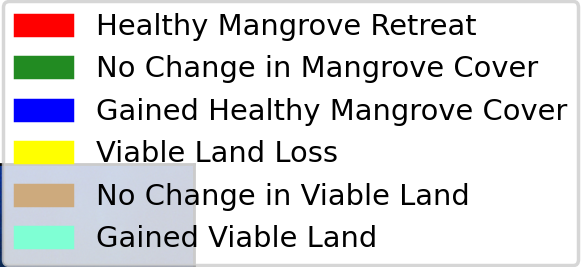 Healthy Mangrove Retreat
No Change in Mangrove Cover
Gained Healthy Mangrove Cover
Viable Land Loss
No Change in Viable Land
Gained Viable Land